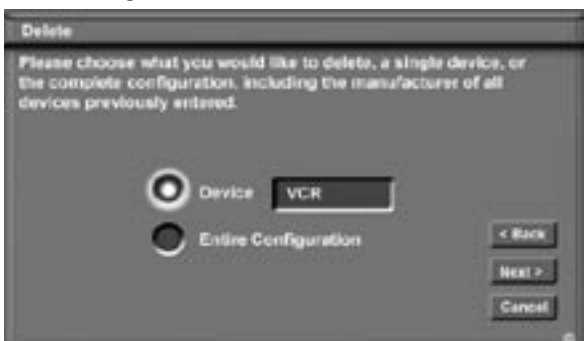 Delete
Please choose what you would like to delete, a single device, or
the complete configuration, including the manufacturer of all
devices previously entered.
Device VCR
Entire Configuration
< Back
Next >
Cancel